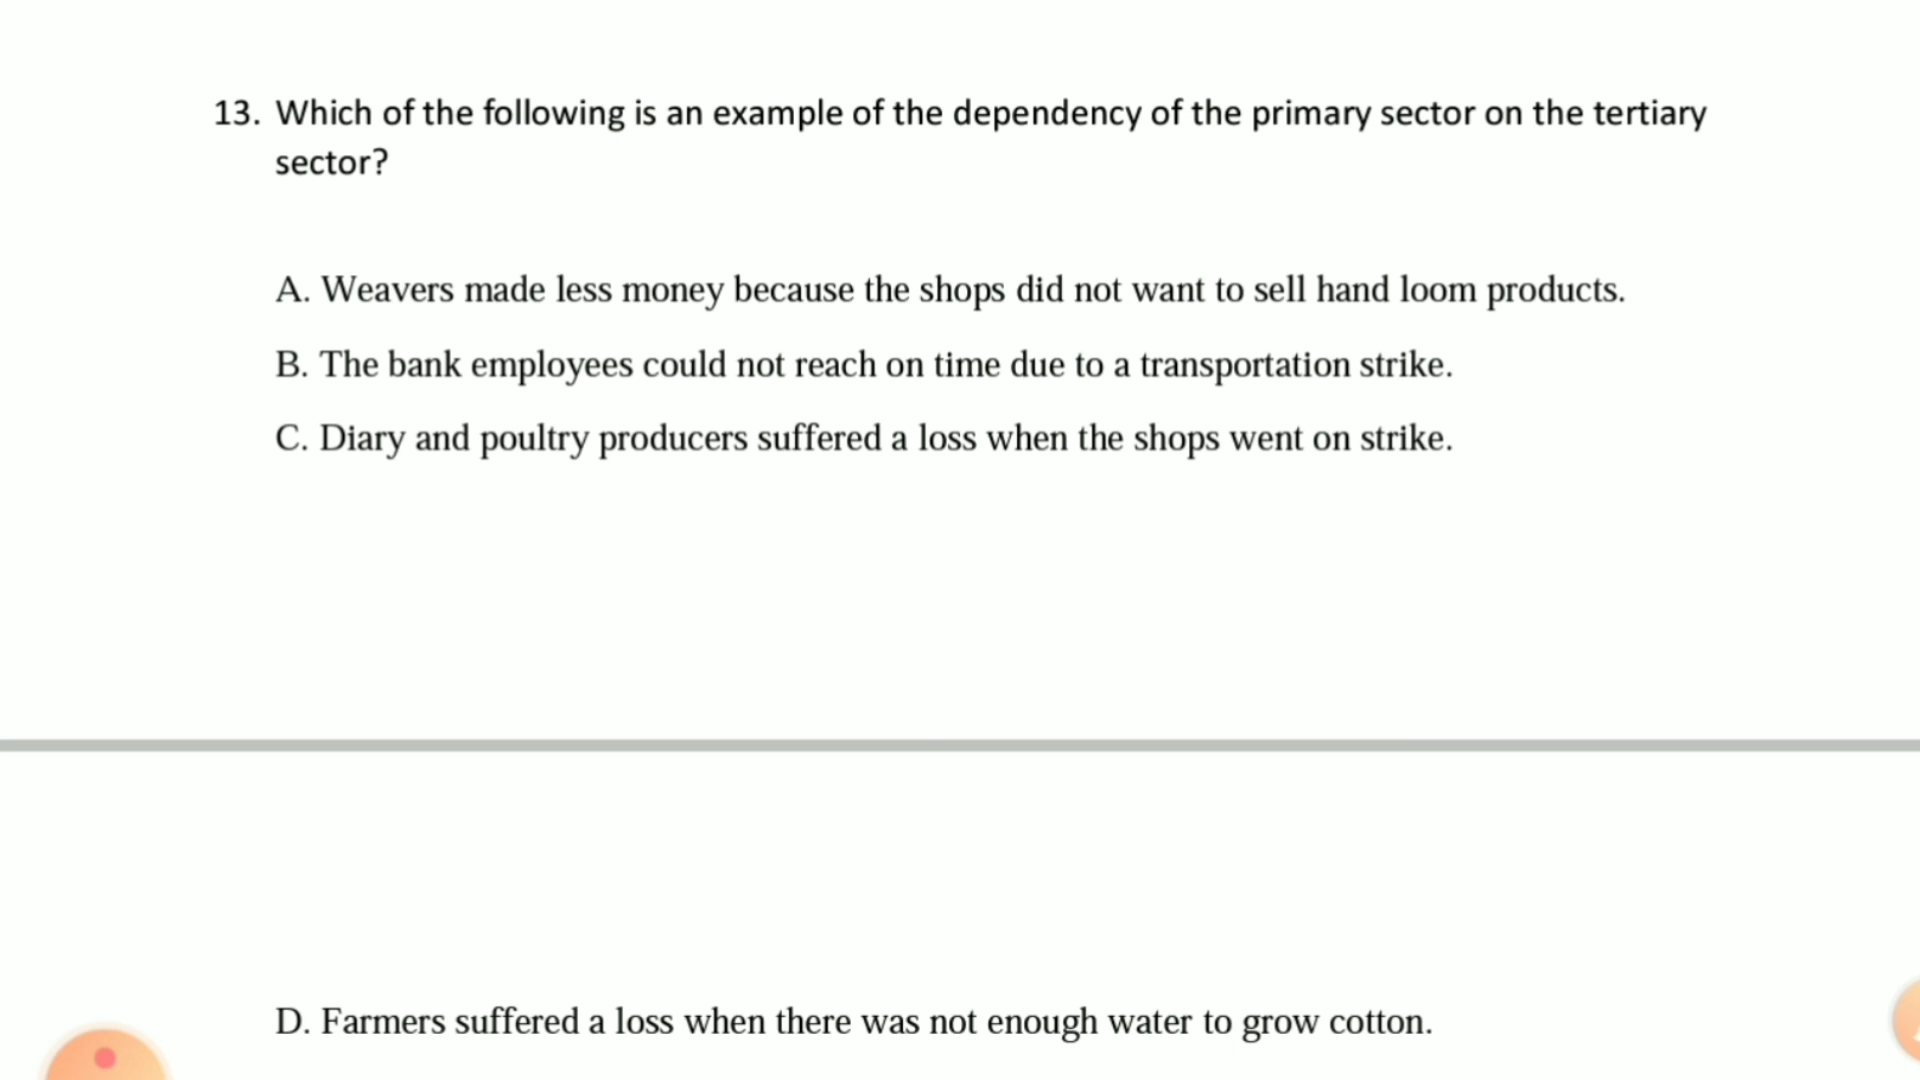 13. Which of the following is an example of the dependency of the primary sector on the tertiary
sector?
A. Weavers made less money because the shops did not want to sell hand loom products.
B. The bank employees could not reach on time due to a transportation strike.
C. Diary and poultry producers suffered a loss when the shops went on strike.
D. Farmers suffered a loss when there was not enough water to grow cotton.